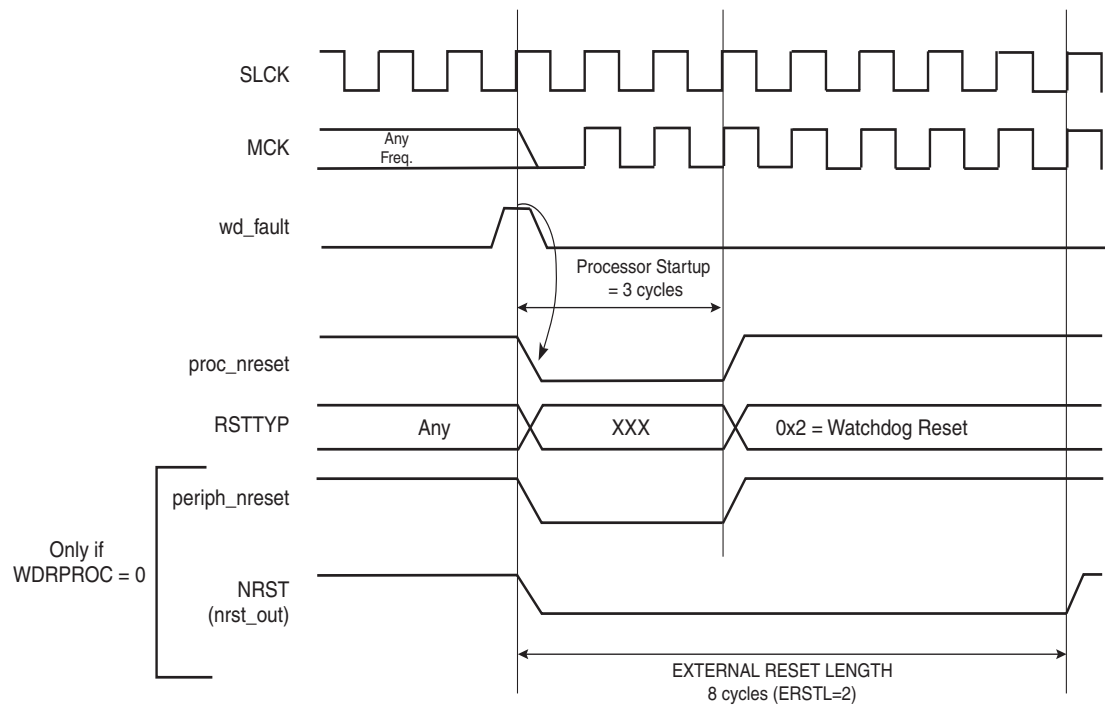 SLCK
MCK
Any
Freq.
wd_fault
Processor Startup
= 3 cycles
proc_nreset
RSTTYP
Any
XXX
0x2 = Watchdog Reset
periph_nreset
Only if
WDRPROC = 0
NRST
(nrst_out)
EXTERNAL RESET LENGTH
8 cycles (ERSTL=2)